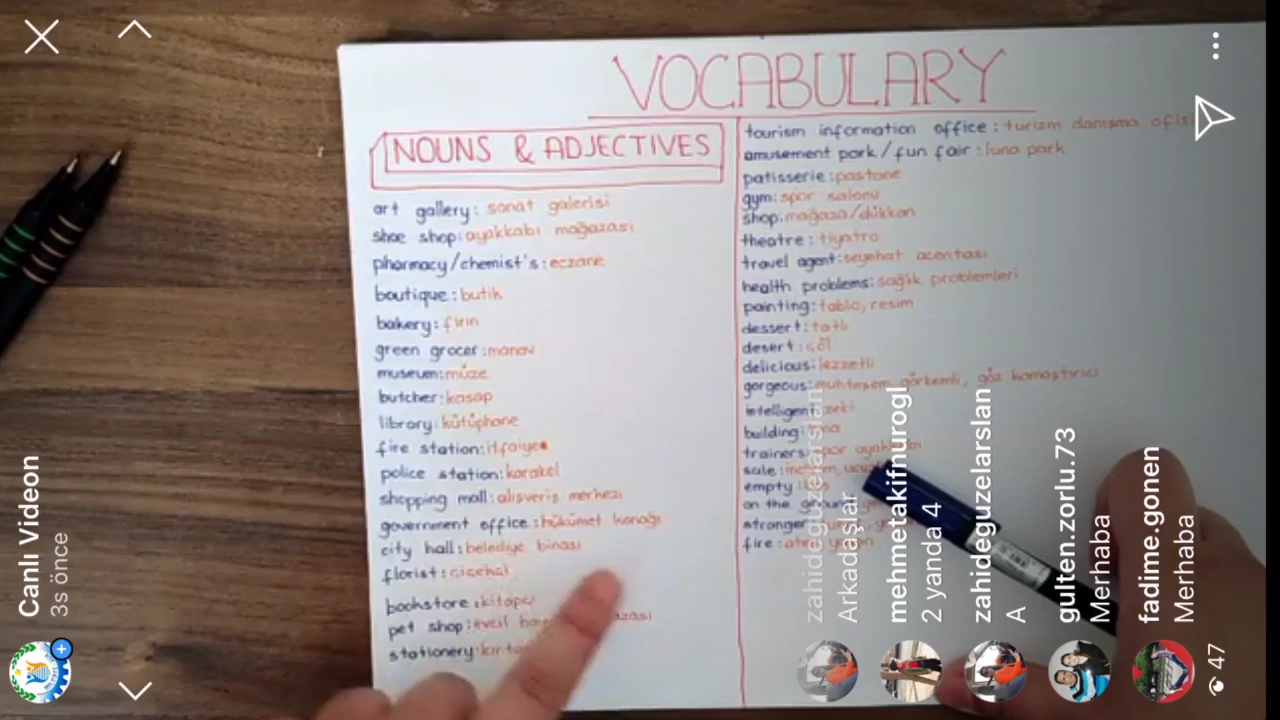 VOCABULARY
NOUNS & ADJECTIVES
art gallery: sanat galerisi
shoe shop: ayakkabı mağazası
pharmacy/chemist's: eczane
boutique: butik
bakery: fırın
green grocer: manav
museum: müze
butcher: kasap
library: kütüphane
fire station: itfaiye
police station: karakol
shopping mall: alışveriş merkezi
government office: hükümet konağı
city hall: belediye binası
florist: çiçekçi
bookstore: kitapçı
pet shop: evcil
stationery:
tourism information office: turizm danışma ofisi
amusement park/fun fair: luna park
patisserie: pastane
gym: spor salonu
shop: mağaza/dükkan
theatre: tiyatro
travel agent: seyehat acentası
health problems: sağlık problemleri
painting: tablo, resim
dessert: tatlı
desert: çöl
delicious: lezzetli
gorgeous: muhteşem, görkemli, göz kamaştırıcı
intelligent: zeki
building: bina
trainers: spor
sale:
empty:
on the
stranger:
fire:
Canlı Videon
3s önce
zahideguzelarslan
Arkadaşlar
mehmetakifnurogl
2 yanda 4
zahideguzelarslan
A
gulten.zorlu.73
Merhaba
fadime.gonen
Merhaba
47